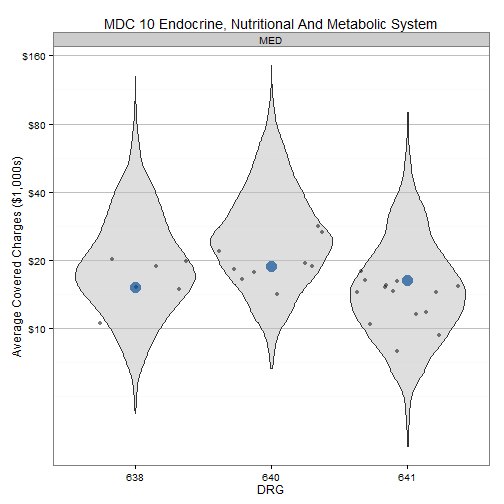 MDC 10 Endocrine, Nutritional And Metabolic System
MED
$160
$80
$40
$20
$10
Average Covered Charges ($1,000s)
638
640
641
DRG